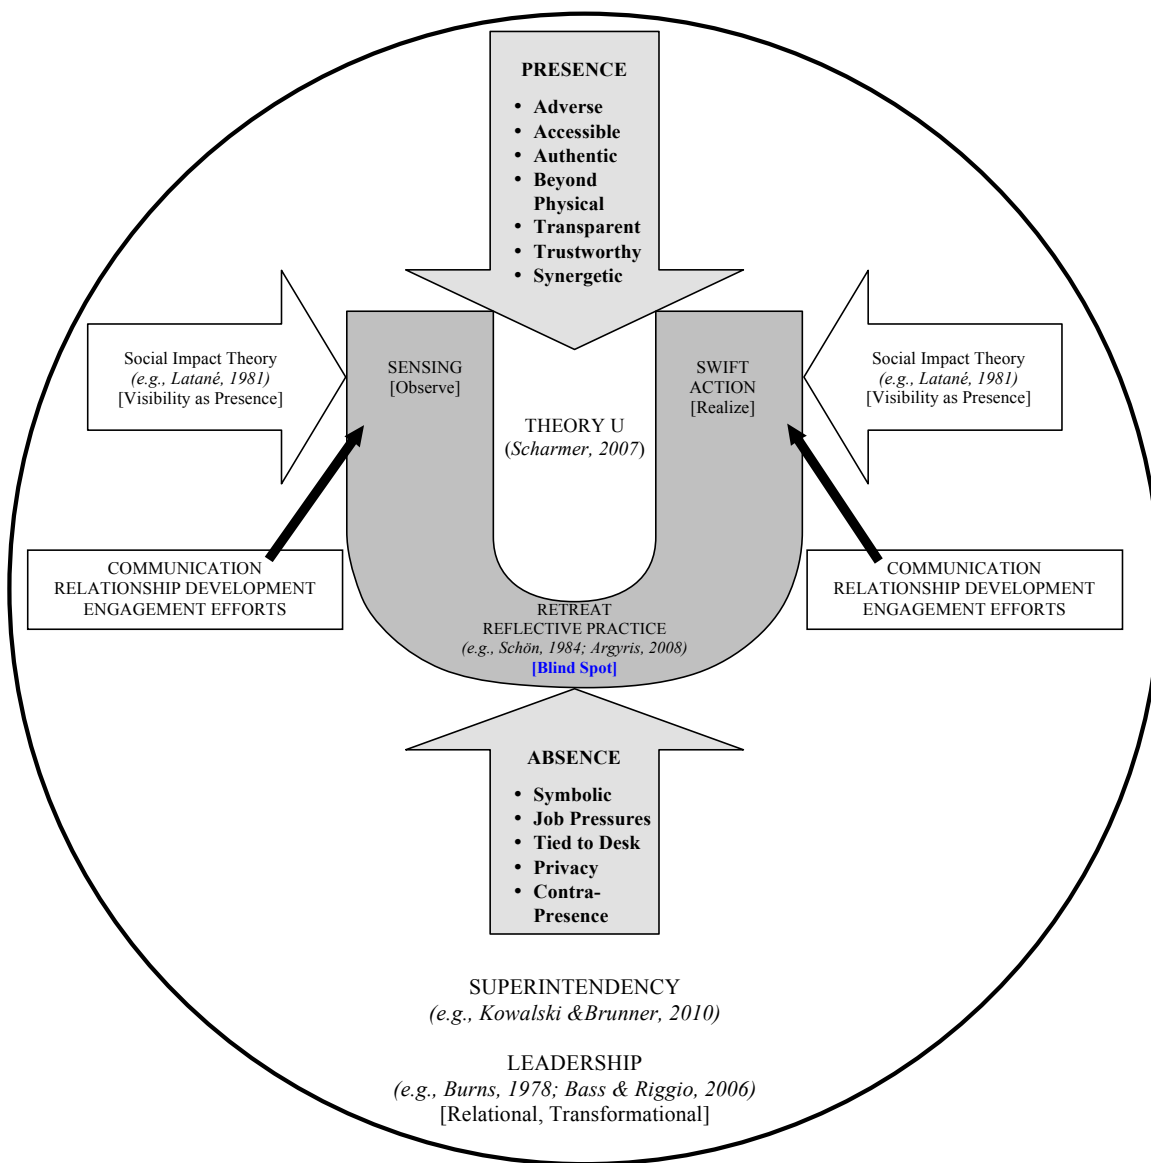 PRESENCE
• Adverse
• Accessible
• Authentic
• Beyond
Physical
• Transparent
• Trustworthy
• Synergetic
Social Impact Theory
(e.g., Latané, 1981)
[Visibility as Presence]
SENSING
[Observe]
THEORY U
(Scharmer, 2007)
SWIFT
ACTION
[Realize]
Social Impact Theory
(e.g., Latané, 1981)
[Visibility as Presence]
COMMUNICATION
RELATIONSHIP DEVELOPMENT
ENGAGEMENT EFFORTS
COMMUNICATION
RELATIONSHIP DEVELOPMENT
ENGAGEMENT EFFORTS
RETREAT
REFLECTIVE PRACTICE
(e.g., Schön, 1984; Argyris, 2008)
[Blind Spot]
ABSENCE
• Symbolic
• Job Pressures
• Tied to Desk
• Privacy
• Contra-
Presence
SUPERINTENDENCY
(e.g., Kowalski &Brunner, 2010)
LEADERSHIP
(e.g., Burns, 1978; Bass & Riggio, 2006)
[Relational, Transformational]